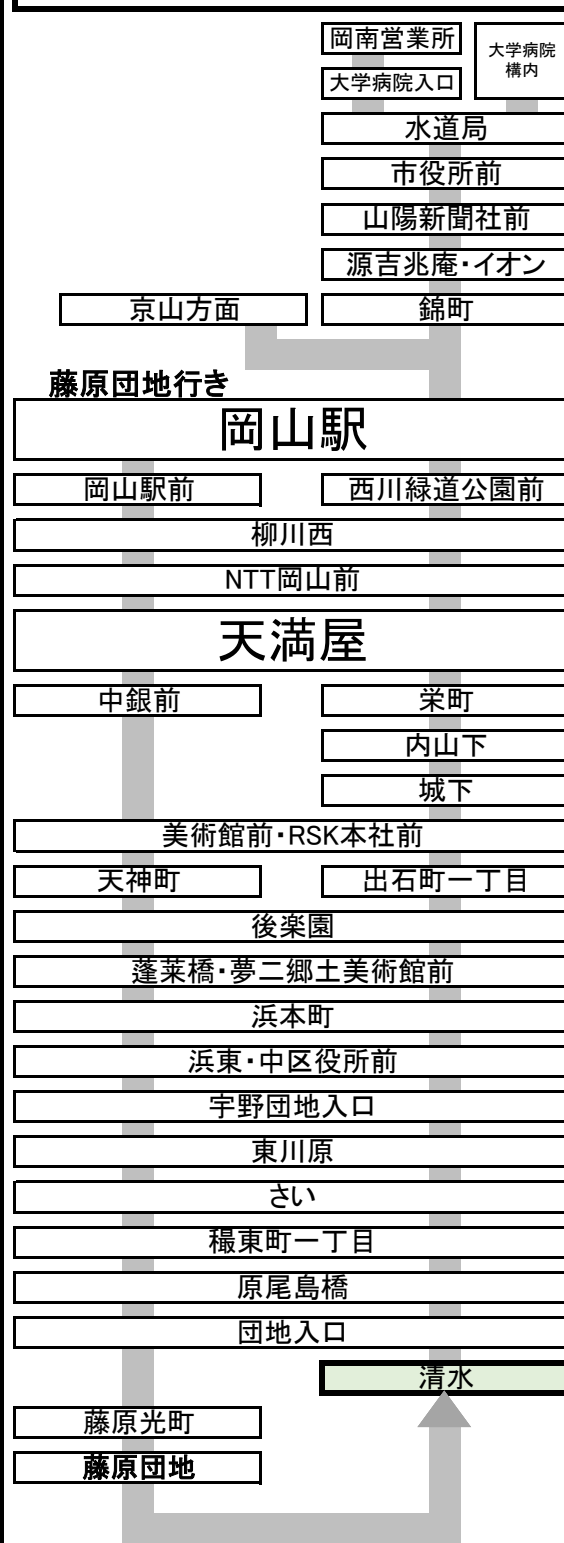 岡南営業所
大学病院
構内
大学病院入口
水道局
市役所前
山陽新聞社前
源吉兆庵・イオン
京山方面
錦町
藤原団地行き
岡山駅
岡山駅前
西川緑道公園前
柳川西
NTT岡山前
天満屋
中銀前
栄町
内山下
城下
美術館前・RSK本社前
天神町
出石町一丁目
後楽園
蓬莱橋・夢二郷土美術館前
浜本町
浜東・中区役所前
宇野団地入口
東川原
さい
穝東町一丁目
原尾島橋
団地入口
清水
藤原光町
藤原団地